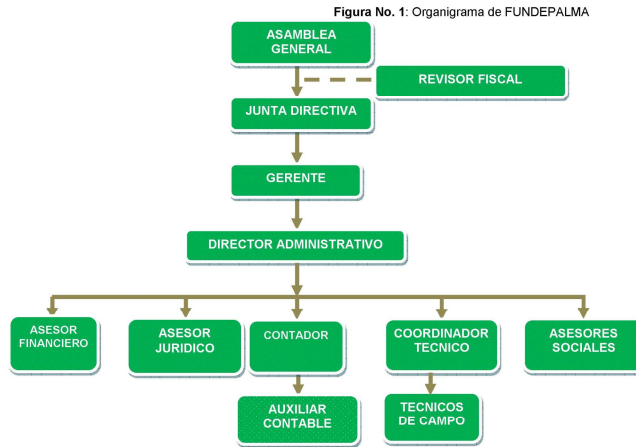 Figura No. 1: Organigrama de FUNDEPALMA
ASAMBLEA
GENERAL
REVISOR FISCAL
JUNTA DIRECTIVA
GERENTE
DIRECTOR ADMINISTRATIVO
ASESOR
FINANCIERO
ASESOR
JURIDICO
CONTADOR
COORDINADOR
TECNICO
ASESORES
SOCIALES
AUXILIAR
CONTABLE
TECNICOS
DE CAMPO